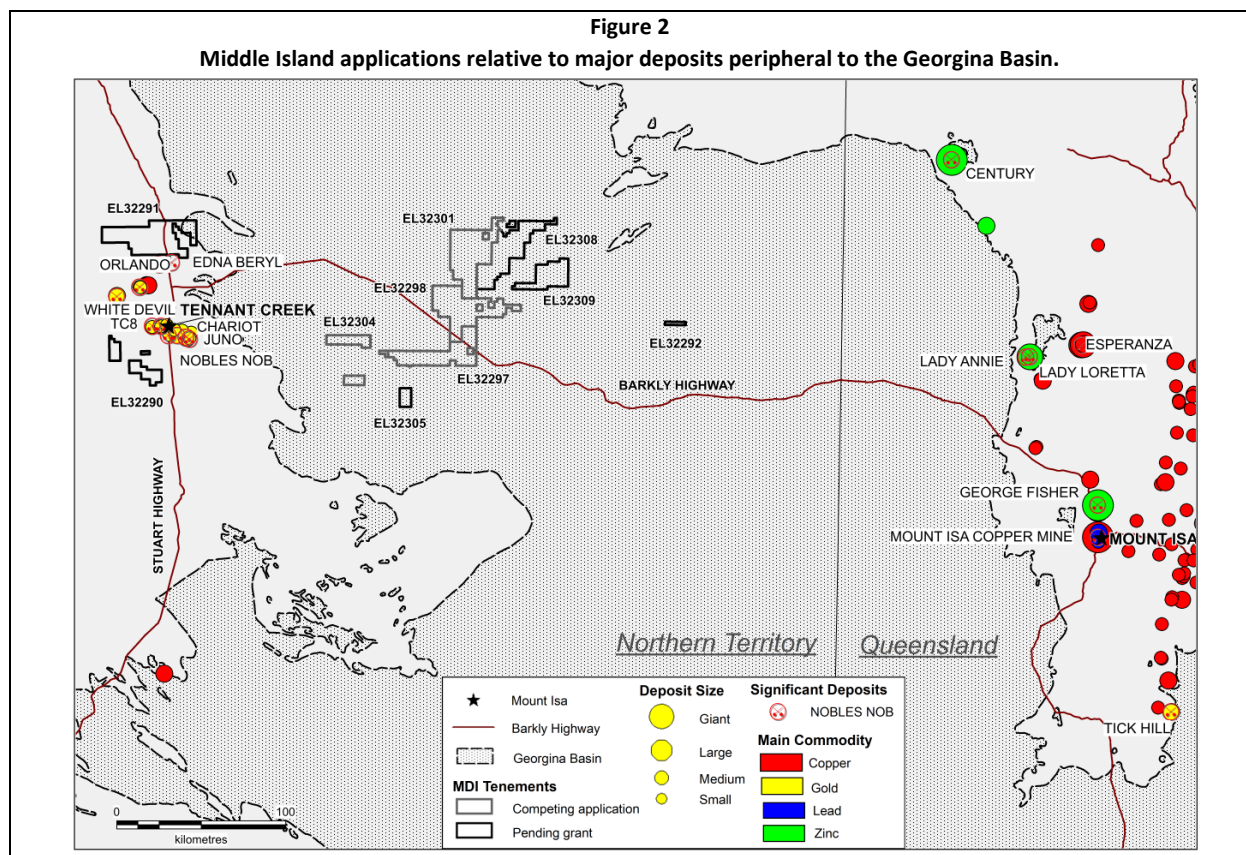 Figure 2
Middle Island applications relative to major deposits peripheral to the Georgina Basin.
CENTURY
EL32291
EL32301
EL32308
ORLANDO
EDNA BERYL
EL32298
EL32309
WHITE DEVIL
TENNANT CREEK
TC8
CHARIOT
JUNO
NOBLES NOB
EL32304
EL32292
ESPERANZA
LADY ANNIE
LADY LORETTA
EL32297
BARKLY HIGHWAY
EL32290
EL32305
STUART HIGHWAY
GEORGE FISHER
MOUNT ISA COPPER MINE
MOUNT ISA
Northern Territory
Queensland
TICK HILL
Mount Isa
Barkly Highway
Georgina Basin
MDI Tenements
Competing application
Pending grant
Deposit Size
Giant
Large
Medium
Small
Significant Deposits
NOBLES NOB
Main Commodity
Copper
Gold
Lead
Zinc
0 100
kilometres